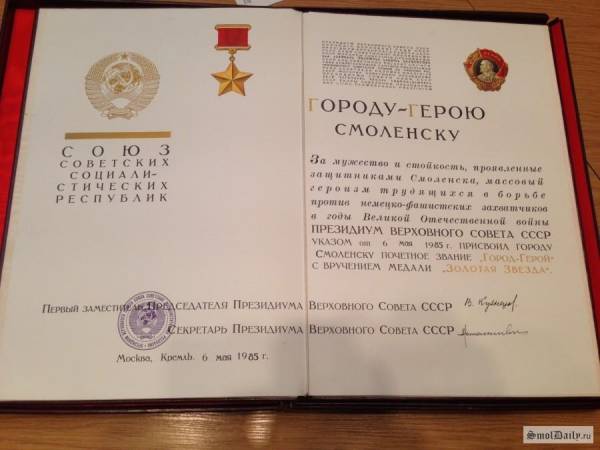 СОЮЗ
СОВЕТСКИХ
СОЦИАЛИ-
СТИЧЕСКИХ
РЕСПУБЛИК
ГОРОДУ-ГЕРОЮ
СМОЛЕНСКУ
За мужество и стойкость, проявленные
защитниками Смоленска, массовый
героизм трудящихся в борьбе
против немецко-фашистских захватчиков
в годы Великой Отечественной войны
ПРЕЗИДИУМ ВЕРХОВНОГО СОВЕТА СССР
УКАЗОМ от 6 мая 1985 г. ПРИСВОИЛ ГОРОДУ
СМОЛЕНСКУ ПОЧЕТНОЕ ЗВАНИЕ „ГОРОД-ГЕРОЙ"
С ВРУЧЕНИЕМ МЕДАЛИ „ЗОЛОТАЯ ЗВЕЗДА".
ПЕРВЫЙ ЗАМЕСТИТЕЛЬ ПРЕДСЕДАТЕЛЯ ПРЕЗИДИУМА ВЕРХОВНОГО СОВЕТА СССР В. Кузнецов
СЕКРЕТАРЬ ПРЕЗИДИУМА ВЕРХОВНОГО СОВЕТА СССР
МОСКВА, КРЕМЛЬ. 6 мая 1985 г.
SmolDaily.ru